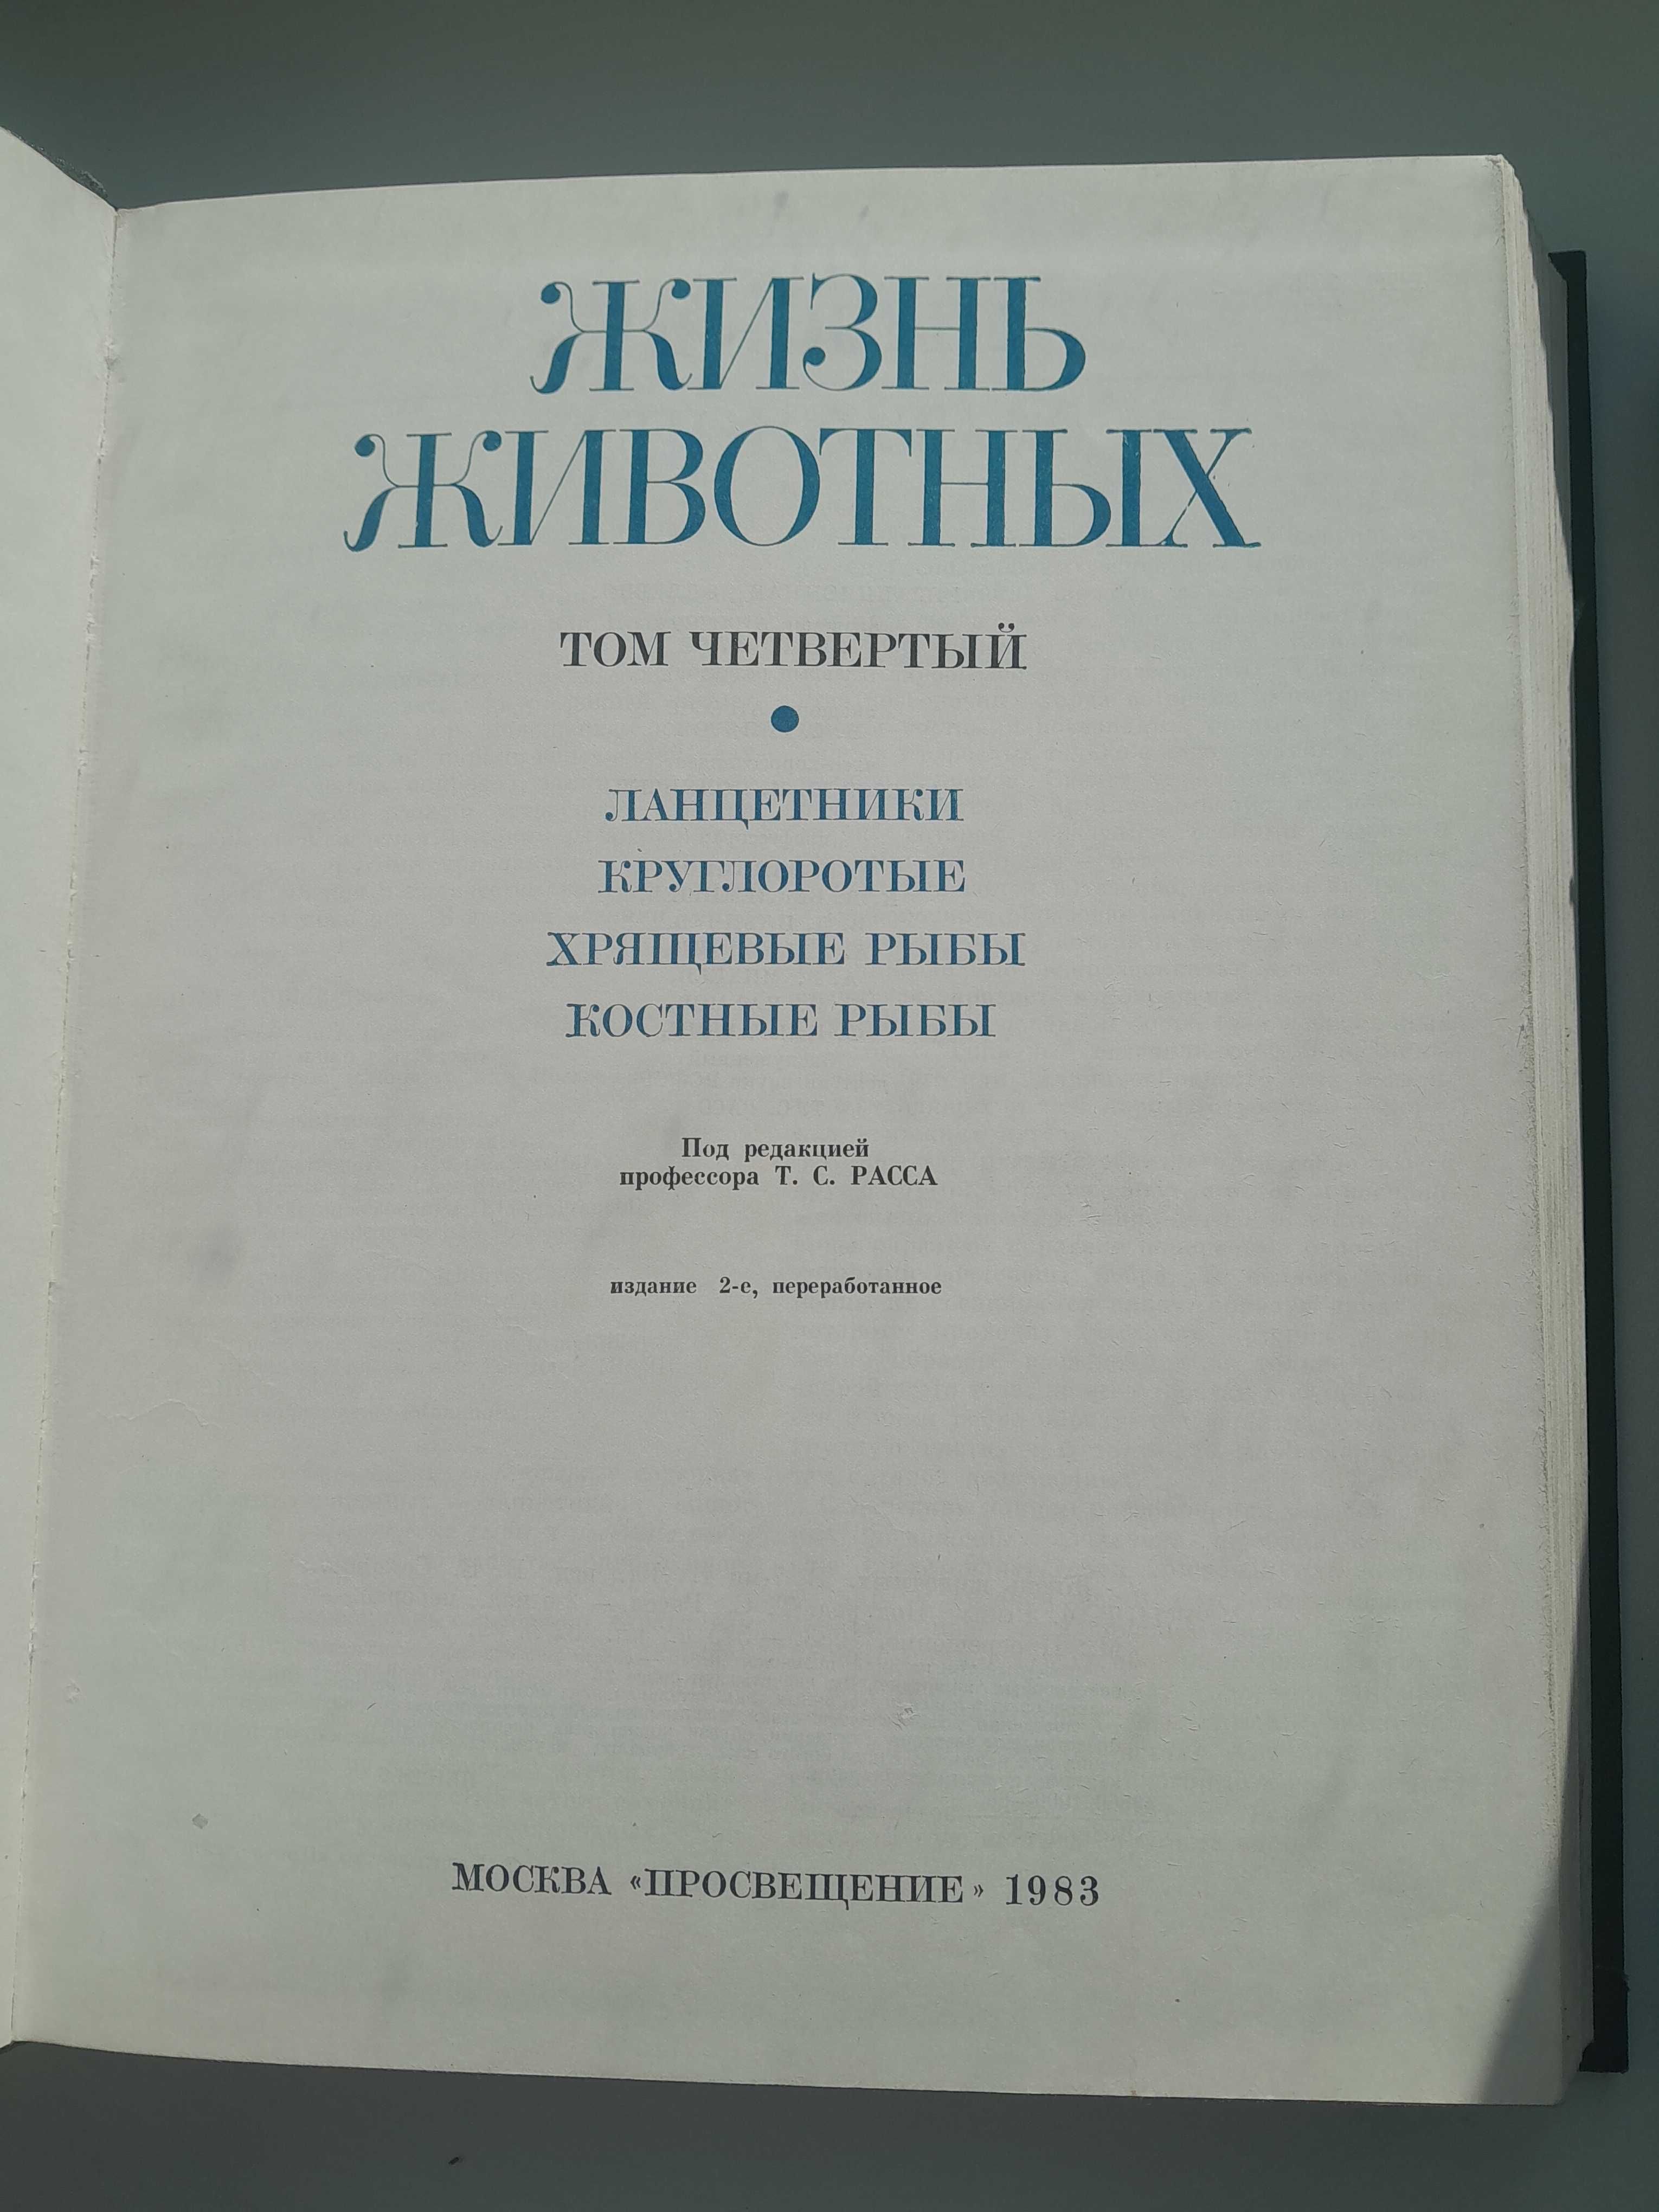 ЖИЗНЬ
ЖИВОТНЫХ
ТОМ ЧЕТВЕРТЫЙ
ЛАНЦЕТНИКИ
КРУГЛОРОТЫЕ
ХРЯЩЕВЫЕ РЫБЫ
КОСТНЫЕ РЫБЫ
Под редакцией
профессора Т. С. РАССА
издание 2-е, переработанное
МОСКВА «ПРОСВЕЩЕНИЕ» 1983